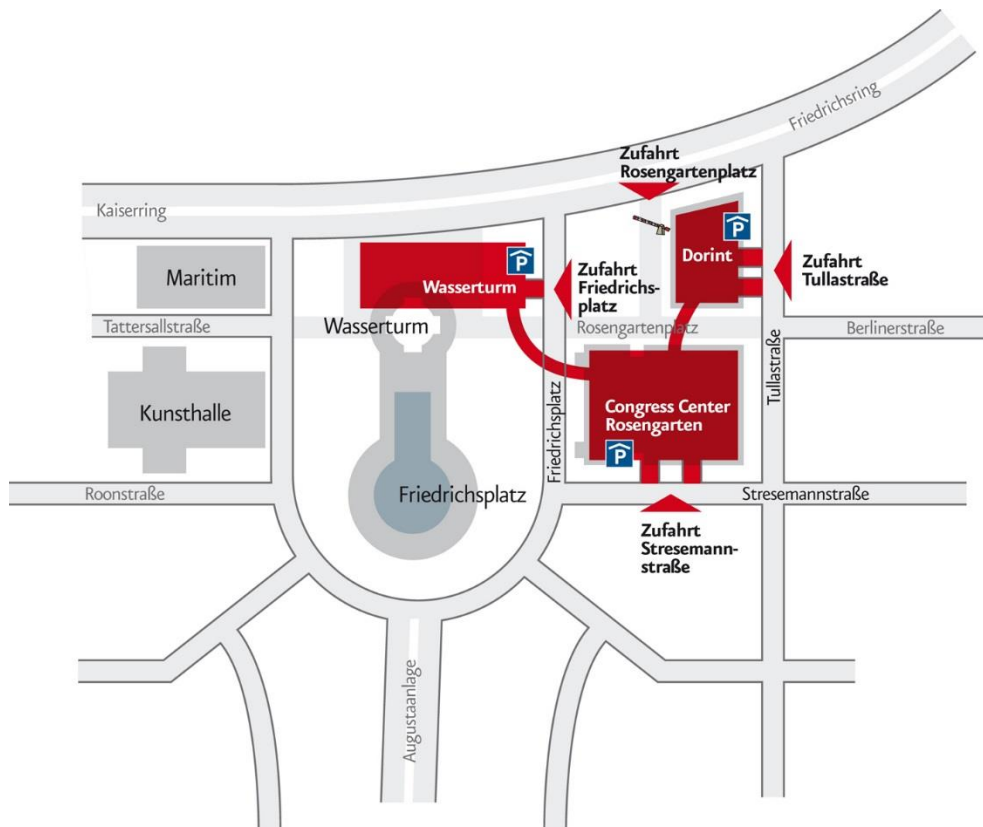 Friedrichsring
Zufahrt
Rosengartenplatz
Kaiserring
P
Maritim
Dorint
Zufahrt
Tullastraße
P
Wasserturm
Zufahrt
Friedrichs-
platz
Tattersallstraße
Wasserturm
Rosengartenplatz
Berlinerstraße
Tullastraße
Kunsthalle
Friedrichsplatz
Congress Center
Rosengarten
P
Roonstraße
Friedrichsplatz
Stresemannstraße
Zufahrt
Stresemann-
straße
Augustaanlage